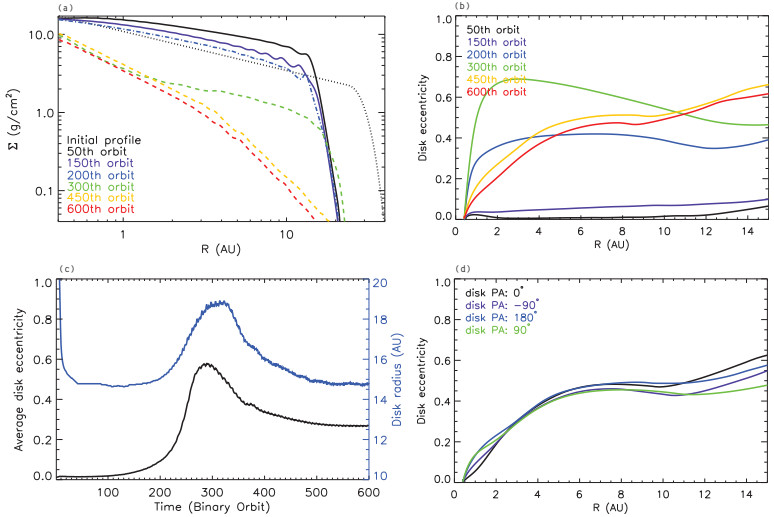 (a)
10.0
1.0
0.1
Σ (g/cm²)
Initial profile
50th orbit
150th orbit
200th orbit
300th orbit
450th orbit
600th orbit
1
10
R (AU)
(b)
1.0
0.8
0.6
0.4
0.2
0.0
Disk eccentricity
50th orbit
150th orbit
200th orbit
300th orbit
450th orbit
600th orbit
0 2 4 6 8 10 12 14
R (AU)
(c)
1.0
0.8
0.6
0.4
0.2
0.0
Average disk eccentricity
20
18
16
14
12
10
Disk radius (AU)
100 200 300 400 500 600
Time (Binary Orbit)
(d)
1.0
0.8
0.6
0.4
0.2
0.0
Disk eccentricity
disk PA: 0°
disk PA: −90°
disk PA: 180°
disk PA: 90°
0 2 4 6 8 10 12 14
R (AU)